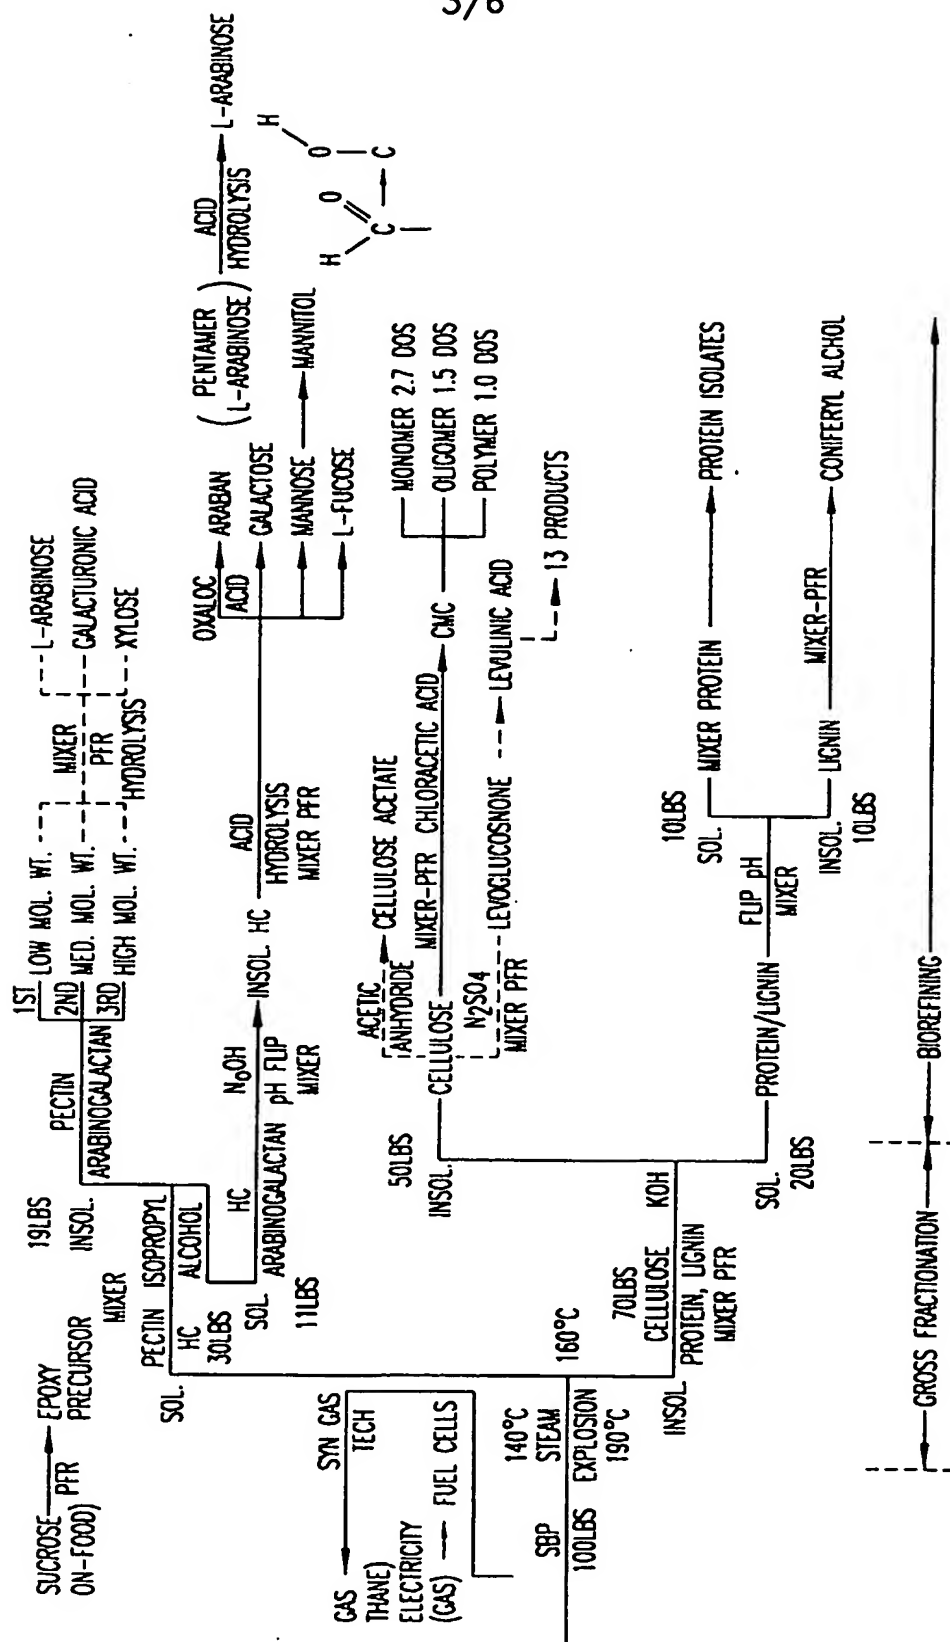 3/6
SUCROSE
PFR
ON-FOOD)
EPOXY
PRECURSOR
MIXER
19LBS
INSOL.
PECTIN
ARABINOGALACTAN
1ST
2ND
3RD
LOW MOL. WT.
MED. MOL. WT.
HIGH MOL. WT.
MIXER
PFR
HYDROLYSIS
L-ARABINOSE
GALACTURONIC ACID
XYLOSE
SOL.
PECTIN ISOPROPYL
HC ALCOHOL
30LBS
SOL.
HC
ARABINOGALACTAN
11LBS
NoOH
pH FLIP
MIXER
INSOL. HC
ACID
HYDROLYSIS
MIXER PFR
OXALOC
ACID
ARABAN
GALACTOSE
MANNOSE
L-FUCOSE
MANNITOL
(PENTAMER
L-ARABINOSE)
ACID
HYDROLYSIS
L-ARABINOSE
H
O
C
O
H
C
GAS
THANE)
ELECTRICITY
(GAS)
SYN GAS
TECH
FUEL CELLS
50LBS
INSOL.
CELLULOSE
ACETIC
ANHYDRIDE
CELLULOSE ACETATE
MIXER-PFR CHLORACETIC ACID
CMC
MONOMER 2.7 DOS
OLIGOMER 1.5 DOS
POLYMER 1.0 DOS
N2SO4
MIXER PFR
LEVOGLUCOSNONE
LEVULINIC ACID
13 PRODUCTS
SBP
100LBS
140°C
STEAM
EXPLOSION
190°C
160°C
INSOL.
70LBS
CELLULOSE
PROTEIN, LIGNIN
MIXER PFR
KOH
SOL.
20LBS
PROTEIN/LIGNIN
FLIP pH
MIXER
10LBS
SOL.
MIXER PROTEIN
PROTEIN ISOLATES
INSOL.
10LBS
LIGNIN
MIXER-PFR
CONIFERYL ALCHOL
GROSS FRACTIONATION
BIOREFINING